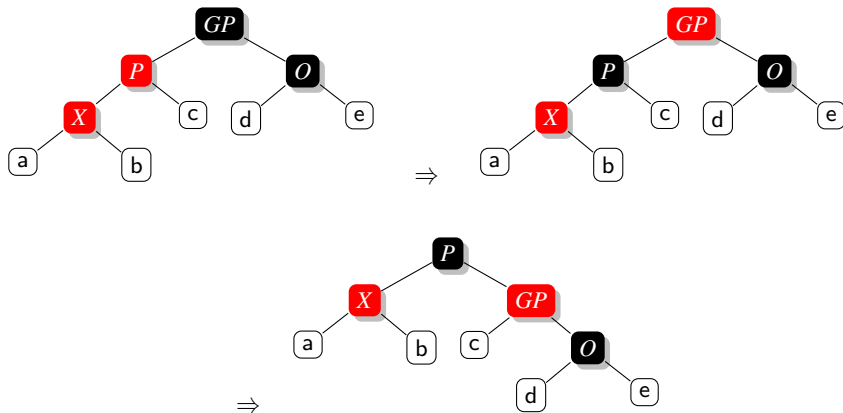 GP GP
P O P O
X c d e X c d e
a b ⇒ a b
P
X GP
a b c O
⇒ d e